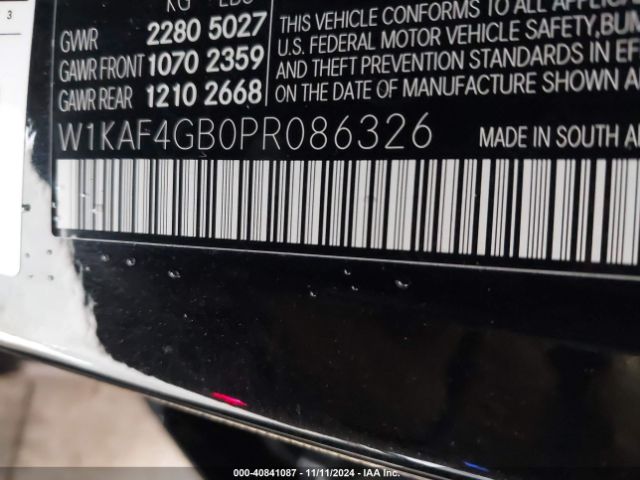 3
KG LBS
GVWR 2280 5027
GAWR FRONT 1070 2359
GAWR REAR 1210 2668
THIS VEHICLE CONFORMS TO ALL APPLICA
U.S. FEDERAL MOTOR VEHICLE SAFETY, BUM
AND THEFT PREVENTION STANDARDS IN EFF
ON THE DATE OF MANUFACTURE SHOWN A
W1KAF4GB0PR086326
MADE IN SOUTH A
000-40841087 - 11/11/2024 - IAA Inc.